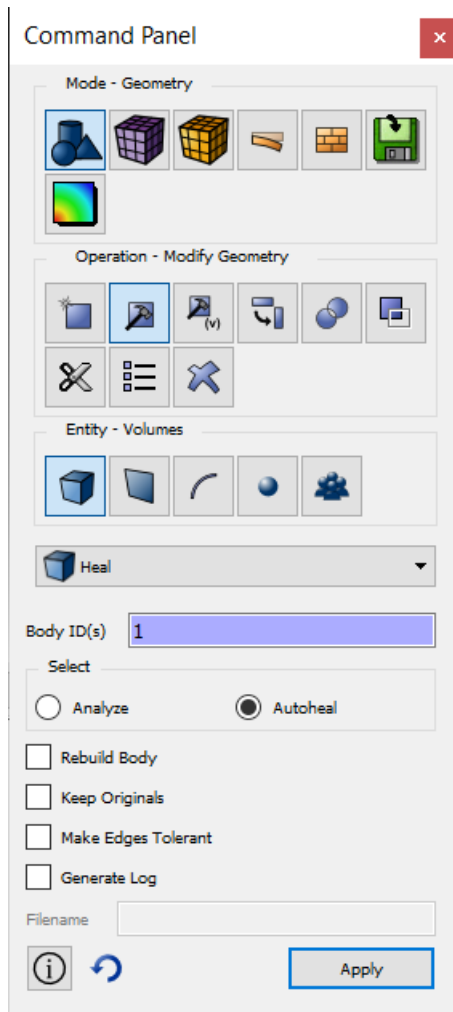 Command Panel
Mode - Geometry
Operation - Modify Geometry
(v)
Entity - Volumes
Heal
Body ID(s) 1
Select
Analyze Autoheal
Rebuild Body
Keep Originals
Make Edges Tolerant
Generate Log
Filename
Apply